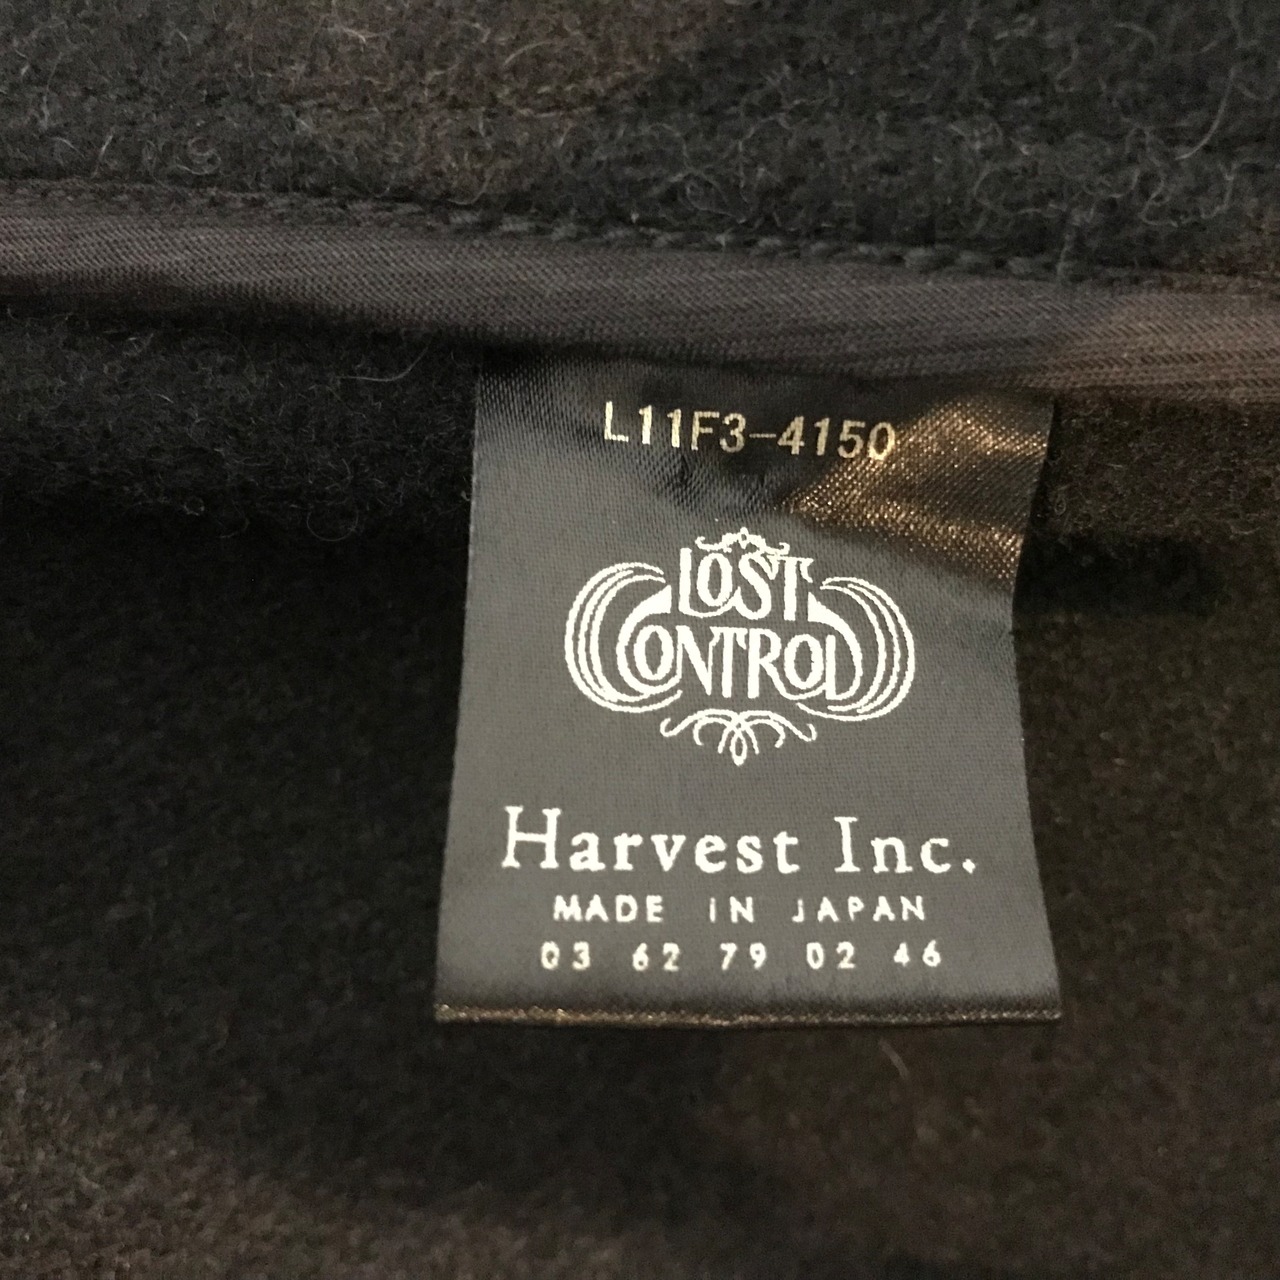 L11F3-4150
LOST
CONTROL
Harvest Inc.
MADE IN JAPAN
03 62 79 02 46